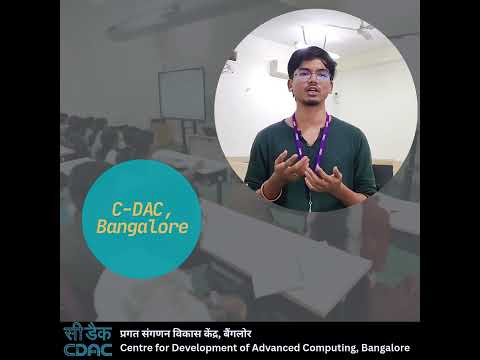 C-DAC,
Bangalore
सी डैक
CDAC
प्रगत संगणन विकास केंद्र, बैंगलोर
Centre for Development of Advanced Computing, Bangalore